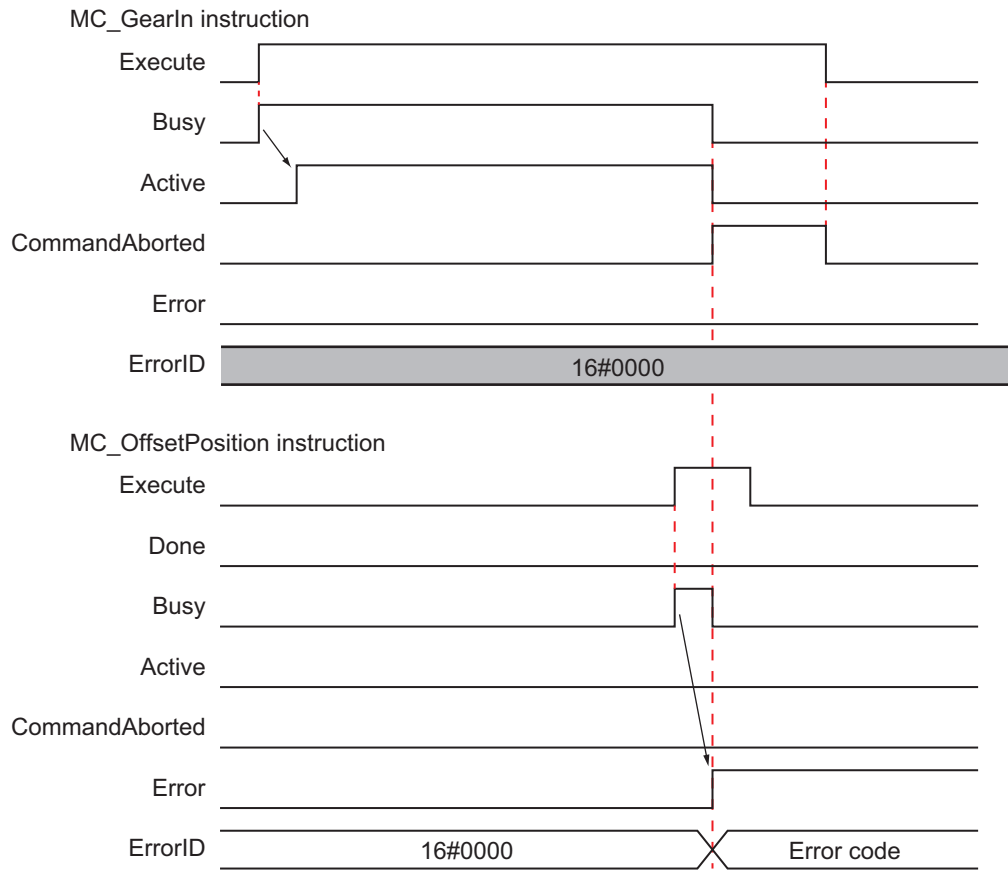 MC_GearIn instruction
Execute
Busy
Active
CommandAborted
Error
ErrorID 16#0000
MC_OffsetPosition instruction
Execute
Done
Busy
Active
CommandAborted
Error
ErrorID 16#0000 Error code